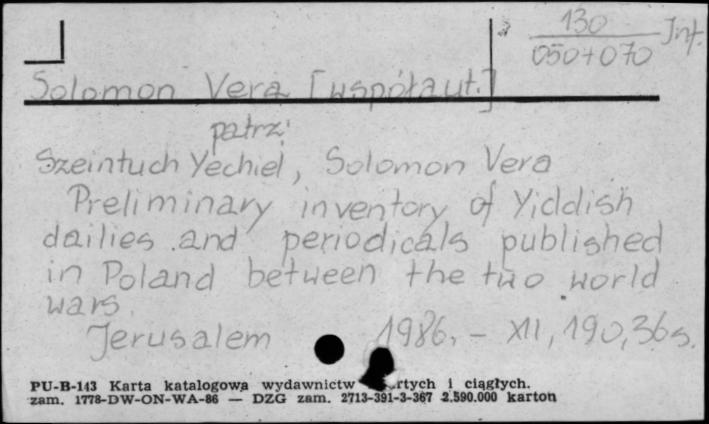 130 Inf.
050+070
Solomon Vera [współaut.]
patrz:
Szeintuch Yechiel, Solomon Vera
Preliminary inventory of Yiddish
dailies and periodicals published
in Poland between the two world
wars.
Jerusalem 1986. - XII, 190, 36 s.
PU-B-143 Karta katalogowa wydawnictw i ciągłych.
zam. 1778-DW-ON-WA-86 — DZG zam. 2713-391-3-367 2.590.000 karton